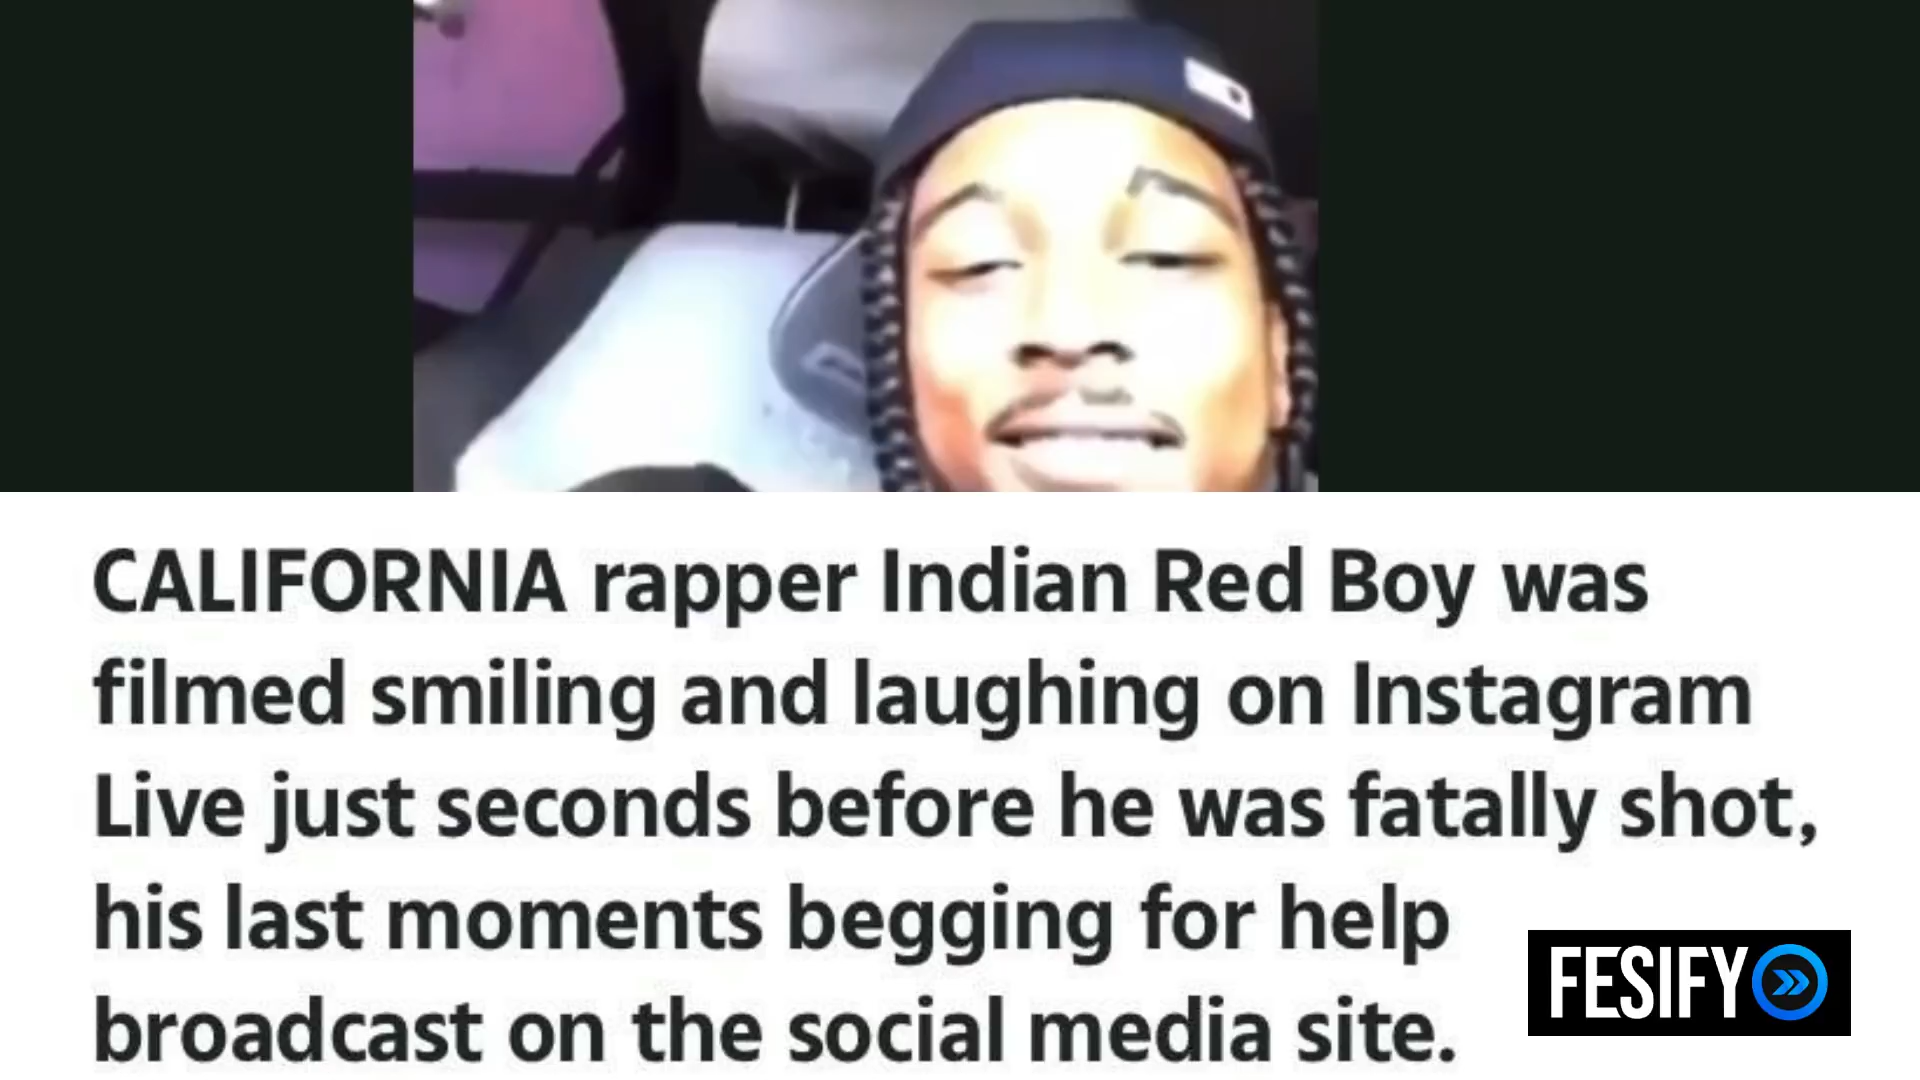 CALIFORNIA rapper Indian Red Boy was
filmed smiling and laughing on Instagram
Live just seconds before he was fatally shot,
his last moments begging for help
broadcast on the social media site.
FESIFY